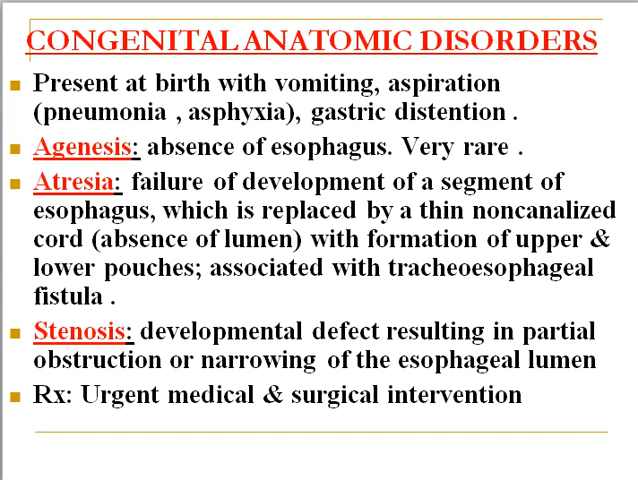 CONGENITAL ANATOMIC DISORDERS
Present at birth with vomiting, aspiration
(pneumonia , asphyxia), gastric distention .
Agenesis: absence of esophagus. Very rare .
Atresia: failure of development of a segment of
esophagus, which is replaced by a thin noncanalized
cord (absence of lumen) with formation of upper &
lower pouches; associated with tracheoesophageal
fistula .
Stenosis: developmental defect resulting in partial
obstruction or narrowing of the esophageal lumen
Rx: Urgent medical & surgical intervention